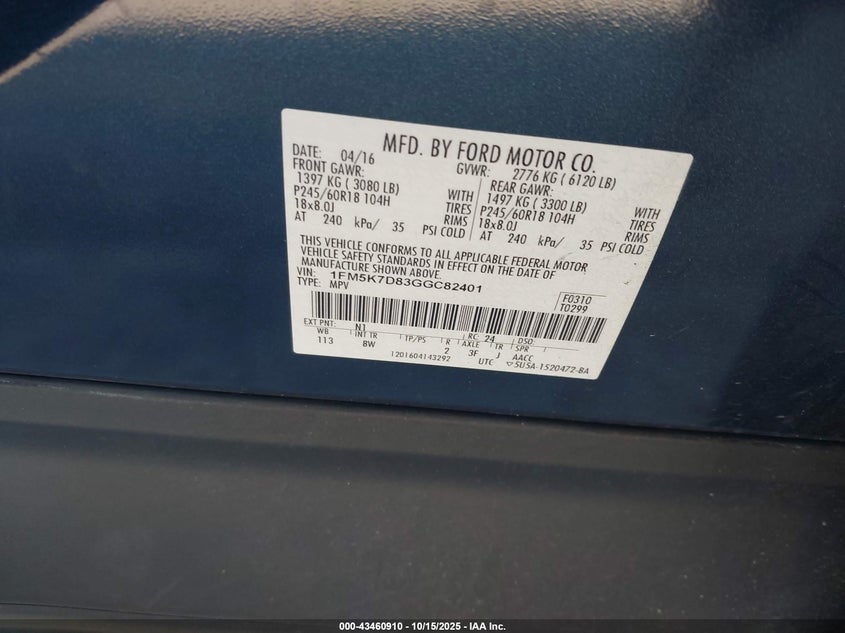 MFD. BY FORD MOTOR CO.
DATE: 04/16 GVWR: 2776 KG ( 6120 LB)
FRONT GAWR: REAR GAWR:
1397 KG ( 3080 LB) WITH 1497 KG ( 3300 LB) WITH
P245/60R18 104H TIRES P245/60R18 104H TIRES
18x8.0J RIMS 18x8.0J RIMS
AT 240 kPa/ 35 PSI COLD AT 240 kPa/ 35 PSI COLD
THIS VEHICLE CONFORMS TO ALL APPLICABLE FEDERAL MOTOR
VEHICLE SAFETY STANDARDS IN EFFECT ON THE DATE OF
MANUFACTURE SHOWN ABOVE.
VIN: 1FM5K7D83GGC82401
TYPE: MPV
F0310
T0299
EXT PNT: N1 RC: 24 DSO:
WB INT TR TP/PS R AXLE TR SPR
113 8W 2 3F J AACC
1201604143292 UTC ▽5U5A-1520472-BA
000-43460910 - 10/15/2025 - IAA Inc.